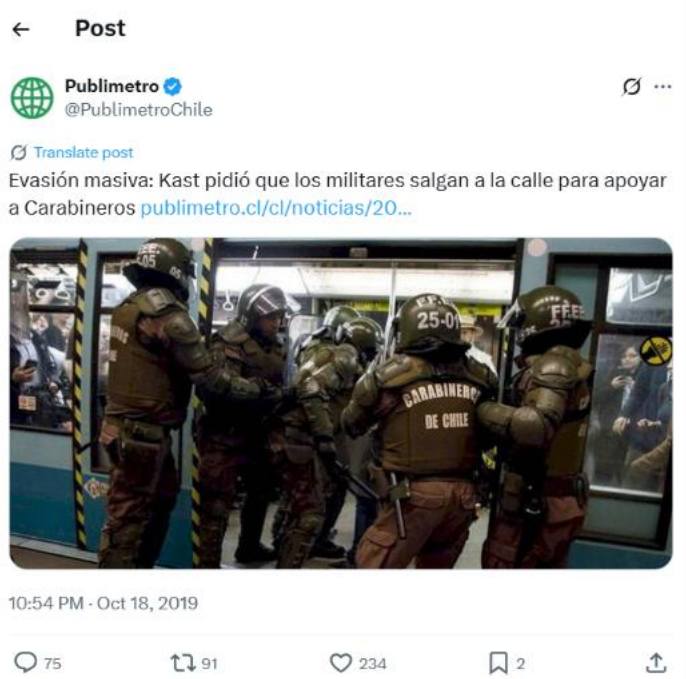 Post
Publimetro
@PublimetroChile
Translate post
Evasión masiva: Kast pidió que los militares salgan a la calle para apoyar
a Carabineros publimetro.cl/cl/noticias/20...
05
25-01
CARABINEROS
DE CHILE
10:54 PM · Oct 18, 2019
75
91
234
2